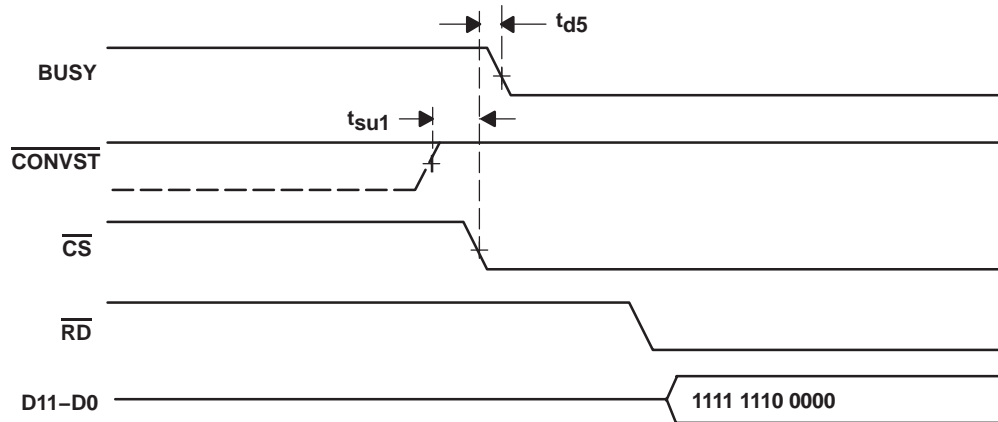 t_d5
BUSY
t_su1
CONVST
CS
RD
D11–D0
1111 1110 0000